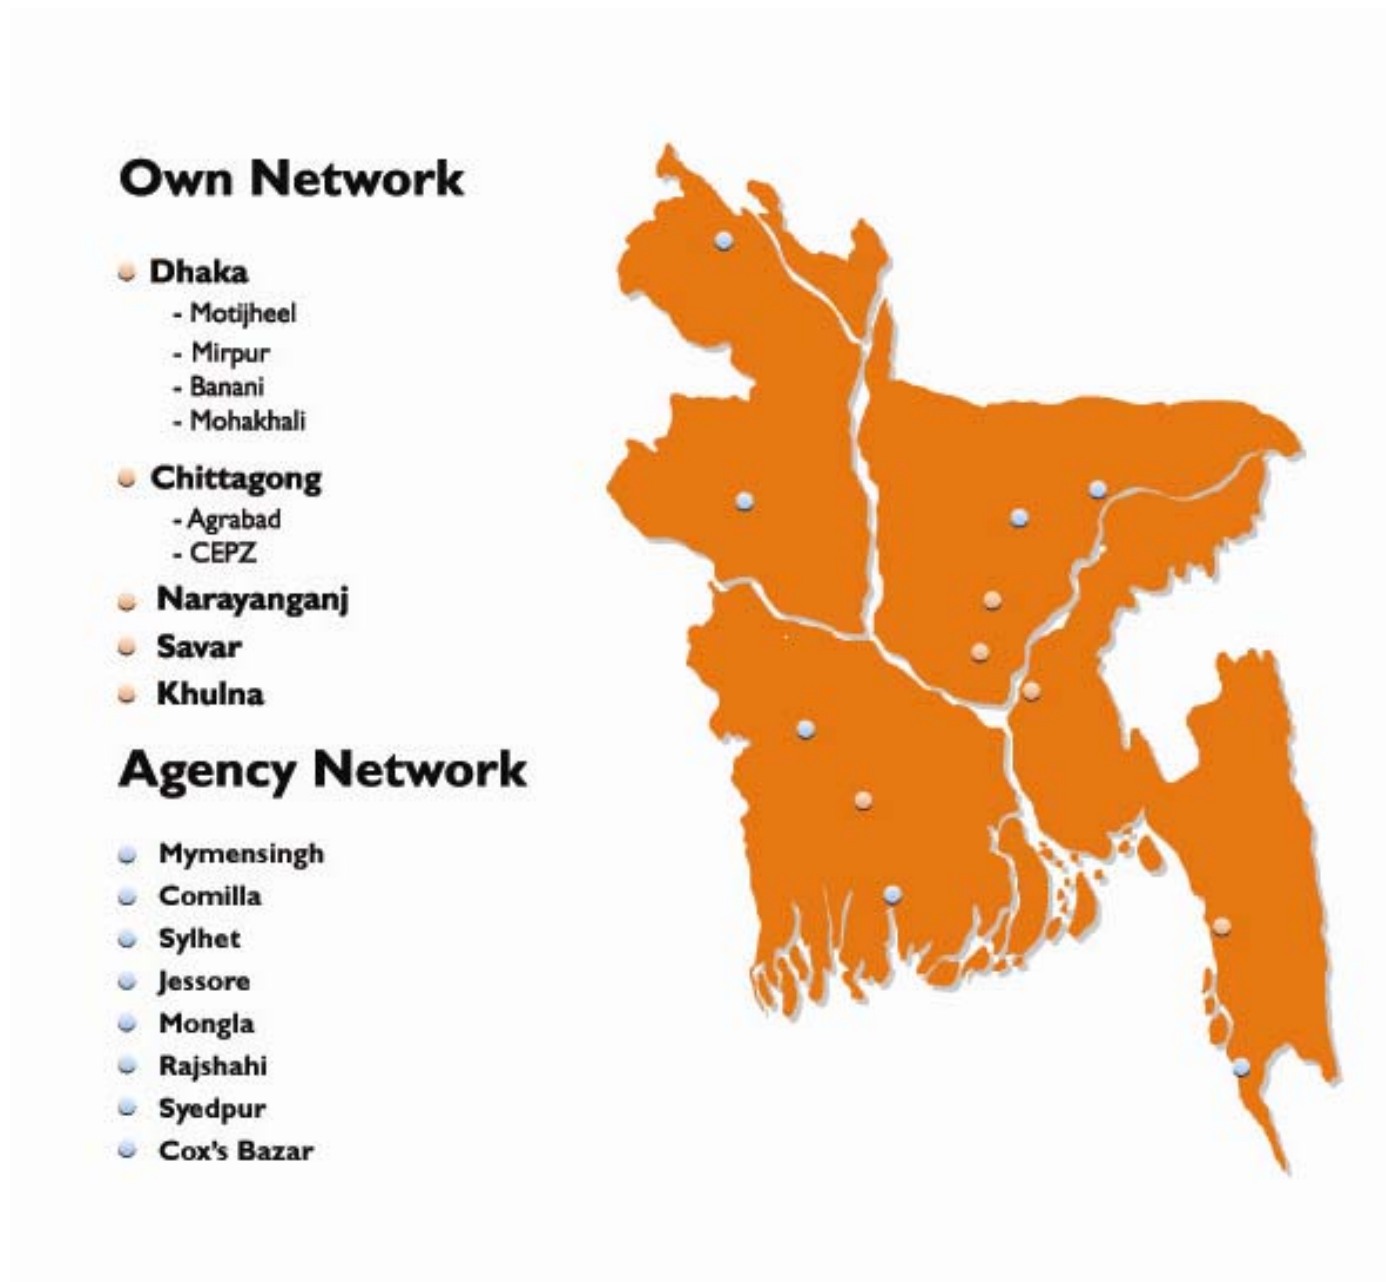 Own Network
Dhaka
- Motijheel
- Mirpur
- Banani
- Mohakhali
Chittagong
- Agrabad
- CEPZ
Narayanganj
Savar
Khulna
Agency Network
Mymensingh
Comilla
Sylhet
Jessore
Mongla
Rajshahi
Syedpur
Cox's Bazar